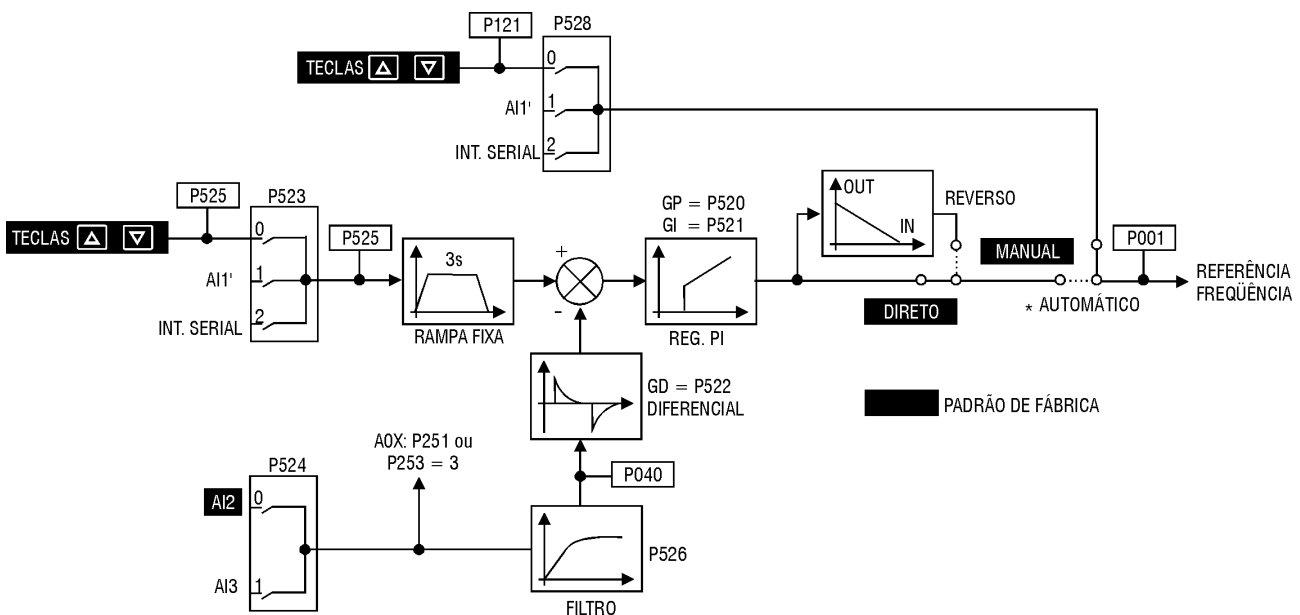 P121
P528
TECLAS
0
AI1'
1
INT. SERIAL
2
P525
P523
TECLAS
0
P525
AI1'
1
INT. SERIAL
2
3s
RAMPA FIXA
+
-
GP = P520
GI = P521
REG. PI
OUT
IN
REVERSO
DIRETO
MANUAL
* AUTOMÁTICO
P001
REFERÊNCIA
FREQÜÊNCIA
GD = P522
DIFERENCIAL
PADRÃO DE FÁBRICA
AOX: P251 ou
P253 = 3
P040
P524
AI2
0
AI3
1
P526
FILTRO